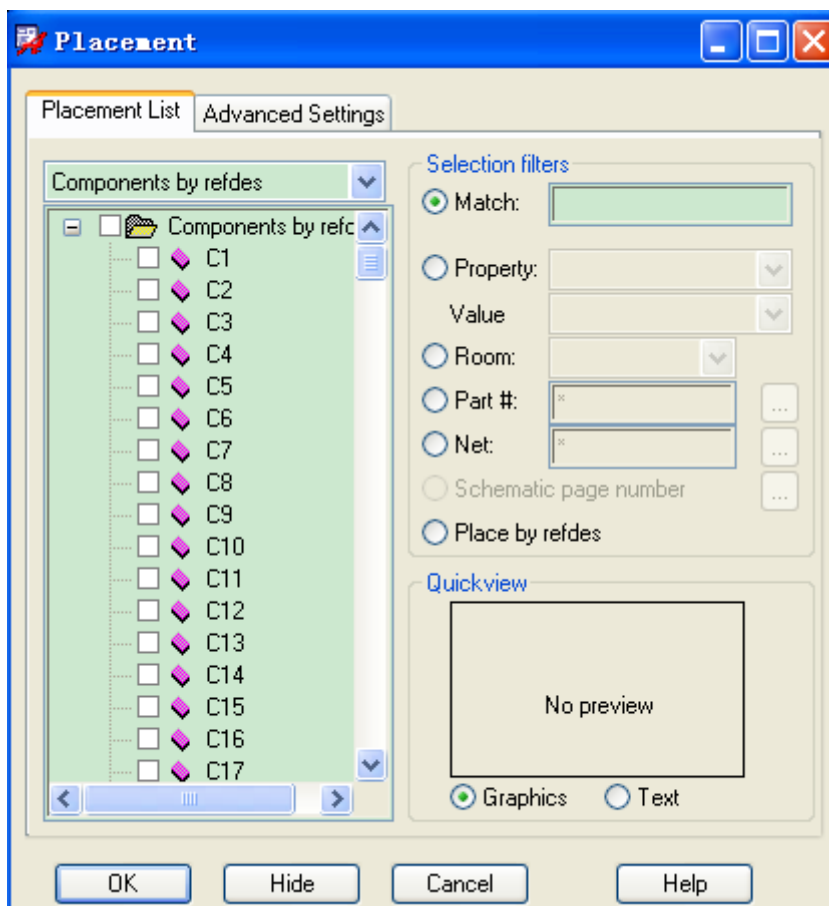 Placement
Placement List
Advanced Settings
Components by refdes
Components by refd
C1
C2
C3
C4
C5
C6
C7
C8
C9
C10
C11
C12
C13
C14
C15
C16
C17
Selection filters
Match:
Property:
Value
Room:
Part #: * ...
Net: * ...
Schematic page number ...
Place by refdes
Quickview
No preview
Graphics Text
OK Hide Cancel Help